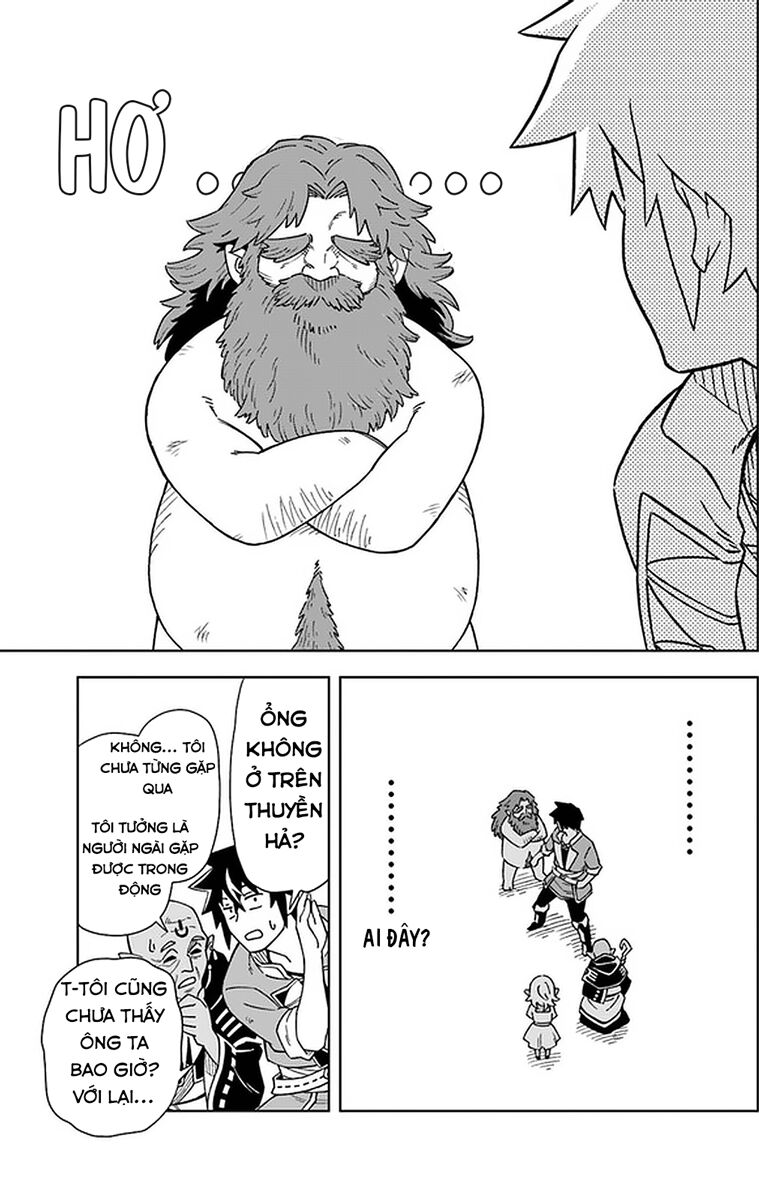 HƠ
......
......
......
AI ĐÂY?
ỔNG
KHÔNG
Ở TRÊN
THUYỀN
HẢ?
KHÔNG... TÔI
CHƯA TỪNG GẶP
QUA
TÔI TƯỞNG LÀ
NGƯỜI NGÀI GẶP
ĐƯỢC TRONG
ĐỘNG
T-TÔI CŨNG
CHƯA THẤY
ÔNG TA
BAO GIỜ?
VỚI LẠI...